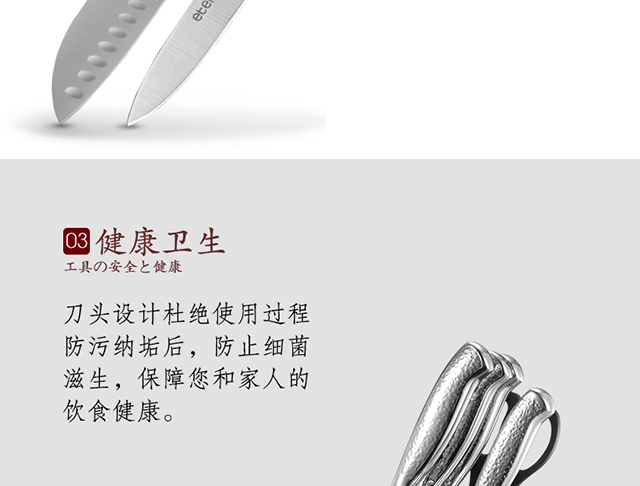 eter
03 健康卫生
工具の安全と健康
刀头设计杜绝使用过程
防污纳垢后，防止细菌
滋生，保障您和家人的
饮食健康。